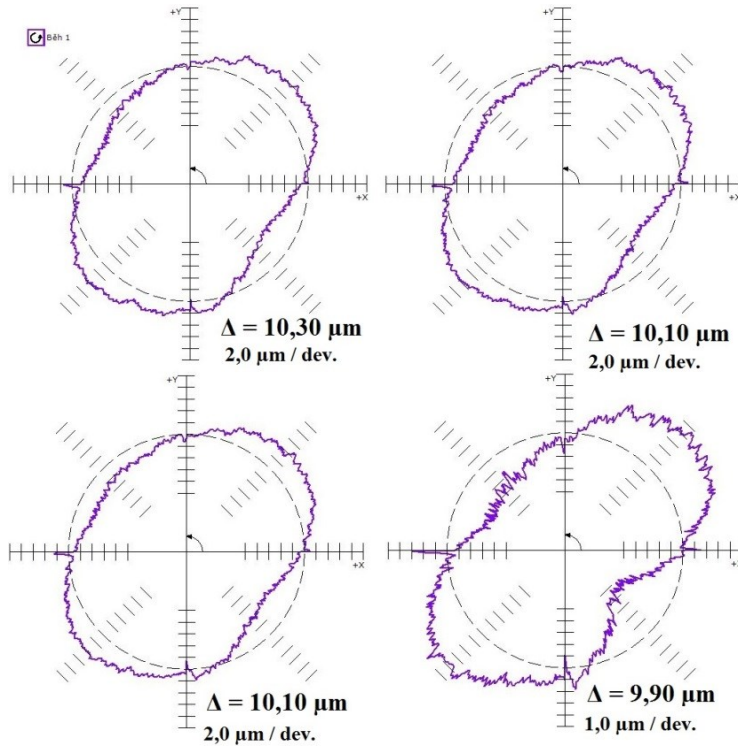 +Y
+Y
Běh 1
+X
+X
Δ = 10,30 μm
2,0 μm / dev.
Δ = 10,10 μm
2,0 μm / dev.
+Y
+Y
+X
+X
Δ = 10,10 μm
2,0 μm / dev.
Δ = 9,90 μm
1,0 μm / dev.